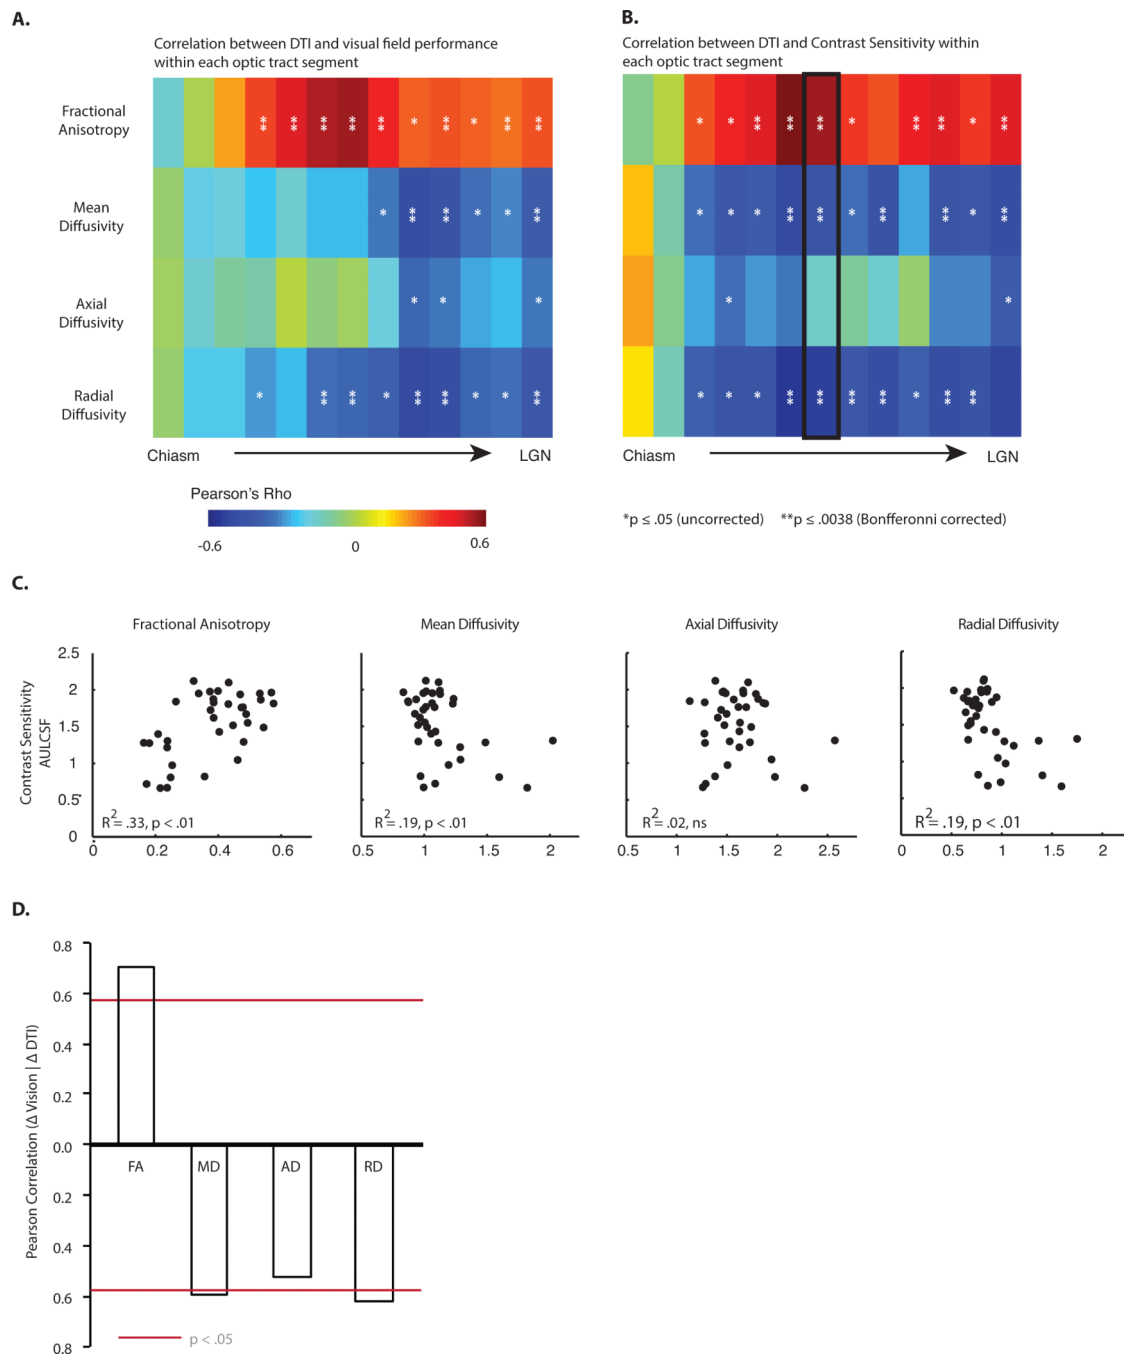 A.
Correlation between DTI and visual field performance
within each optic tract segment
Fractional
Anisotropy
** ** ** ** ** * ** * ** **
Mean
Diffusivity
* ** ** * * **
Axial
Diffusivity
* * *
Radial
Diffusivity
* ** ** * ** ** * * **
Chiasm
LGN
Pearson's Rho
-0.6
0
0.6
B.
Correlation between DTI and Contrast Sensitivity within
each optic tract segment
* * ** ** ** * ** ** * **
* * * ** ** * ** ** * **
* *
* * * ** ** ** ** * ** **
Chiasm
LGN
*p ≤ .05 (uncorrected) **p ≤ .0038 (Bonfferonni corrected)
C.
Contrast Sensitivity
AULCSF
2.5
2
1.5
1
0.5
0
Fractional Anisotropy
R² = .33, p < .01
0 0.2 0.4 0.6
Mean Diffusivity
R² = .19, p < .01
0.5 1 1.5 2
Axial Diffusivity
R² = .02, ns
0.5 1 1.5 2 2.5
Radial Diffusivity
R² = .19, p < .01
0 0.5 1 1.5 2
D.
Pearson Correlation (Δ Vision | Δ DTI)
0.8
0.6
0.4
0.2
0.0
0.2
0.4
0.6
0.8
FA MD AD RD
p < .05